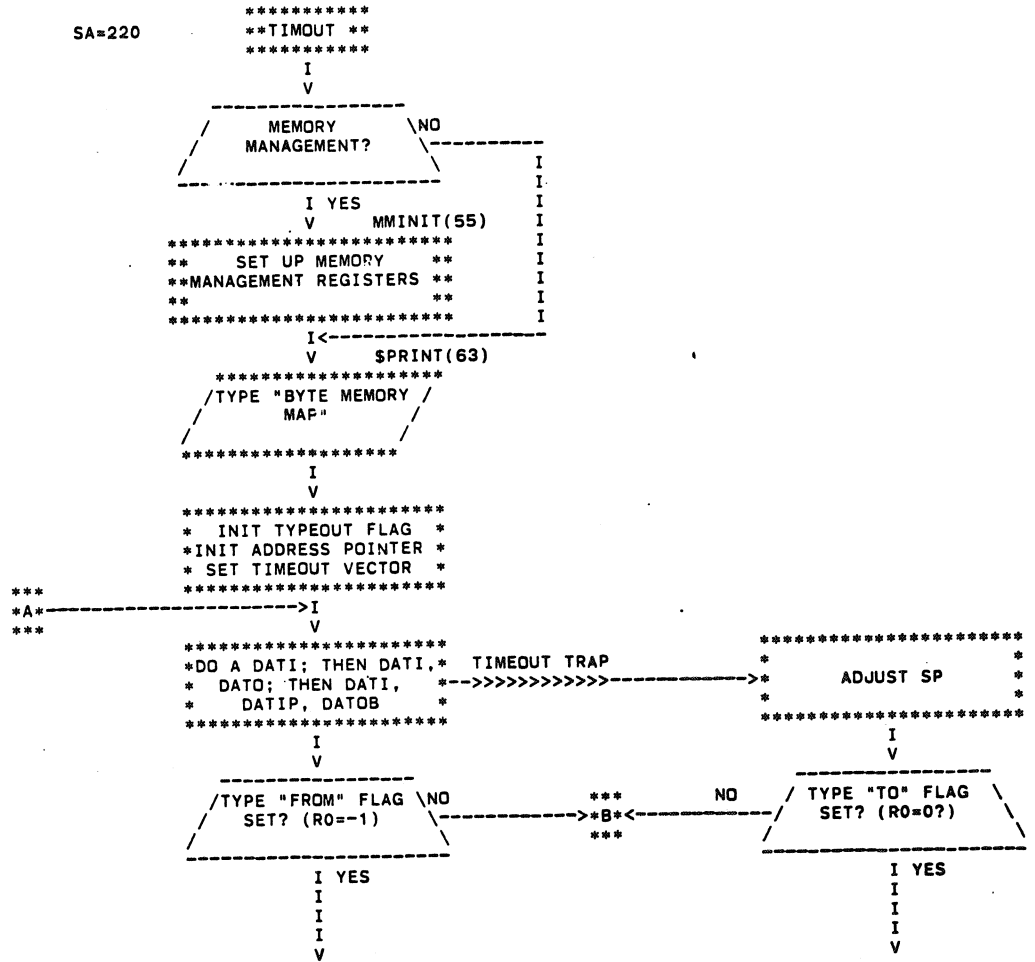 SA=220
**TIMOUT **
MEMORY
MANAGEMENT?
NO
I YES
V
MMINIT(55)
** SET UP MEMORY **
**MANAGEMENT REGISTERS **
I<
V
$PRINT(63)
/TYPE "BYTE MEMORY
MAP"
I
V
* INIT TYPEOUT FLAG *
*INIT ADDRESS POINTER *
* SET TIMEOUT VECTOR *
*A*
>I
V
*DO A DATI; THEN DATI,*
* DATO; THEN DATI, *
* DATIP, DATOB *
TIMEOUT TRAP
-->>>>>>>>>>>>>----------->
* ADJUST SP *
I
V
I
V
/TYPE "FROM" FLAG \NO
SET? (R0=-1)
>*B*<
NO
/ TYPE "TO" FLAG \
SET? (R0=0?)
I YES
I
I
I
V
I YES
I
I
I
V